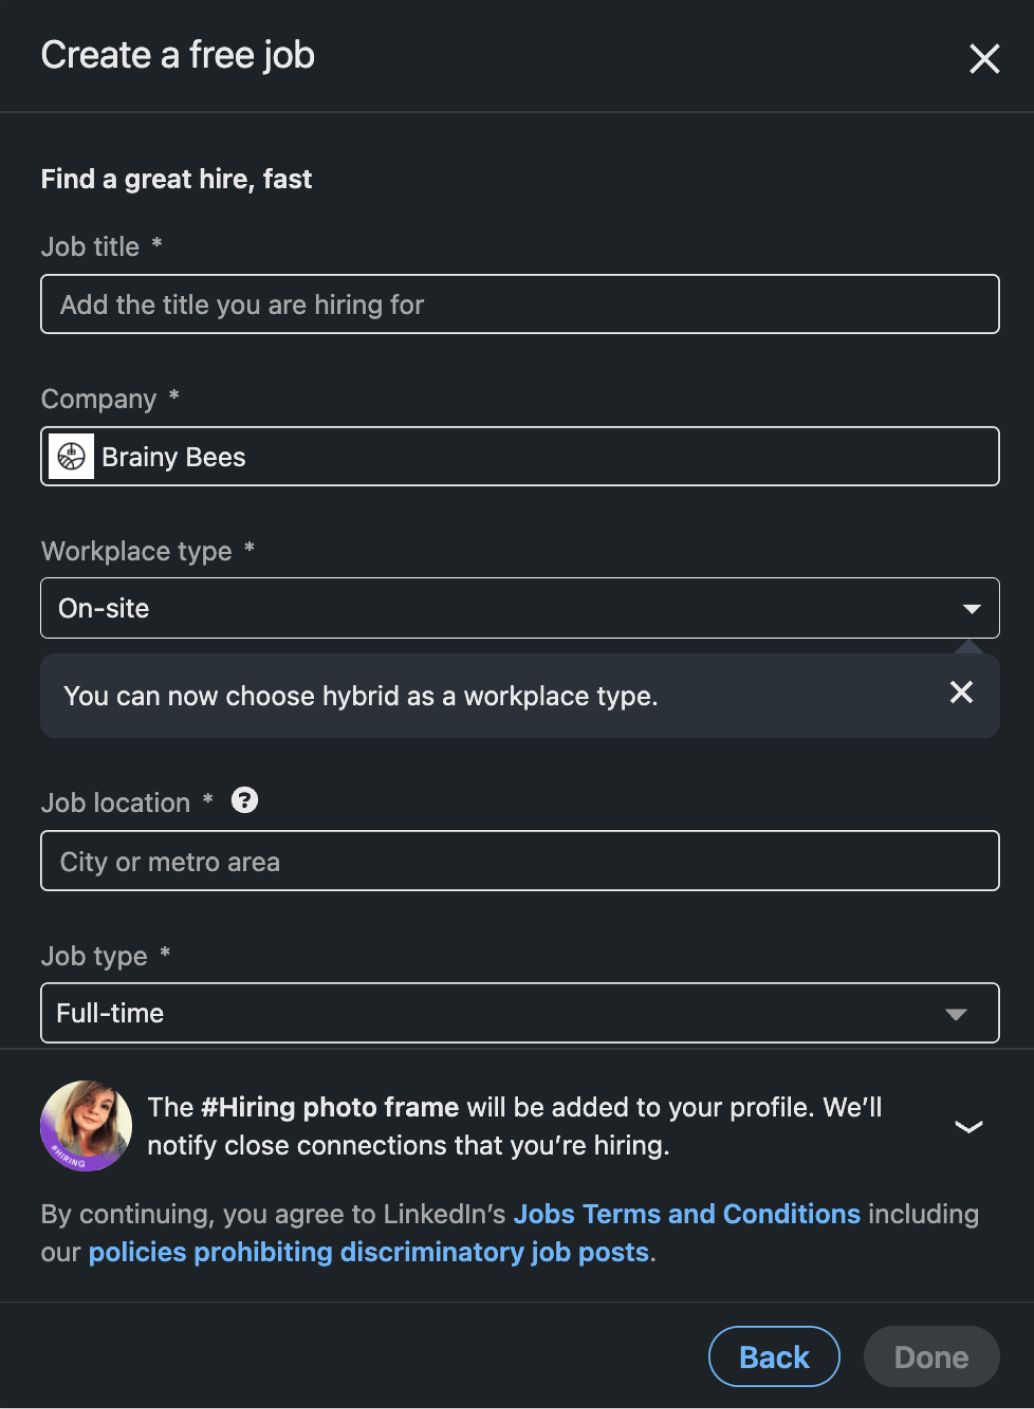 Create a free job
Find a great hire, fast
Job title *
Add the title you are hiring for
Company *
Brainy Bees
Workplace type *
On-site
You can now choose hybrid as a workplace type.
Job location * ?
City or metro area
Job type *
Full-time
#HIRING
The #Hiring photo frame will be added to your profile. We’ll
notify close connections that you’re hiring.
By continuing, you agree to LinkedIn’s Jobs Terms and Conditions including
our policies prohibiting discriminatory job posts.
Back
Done